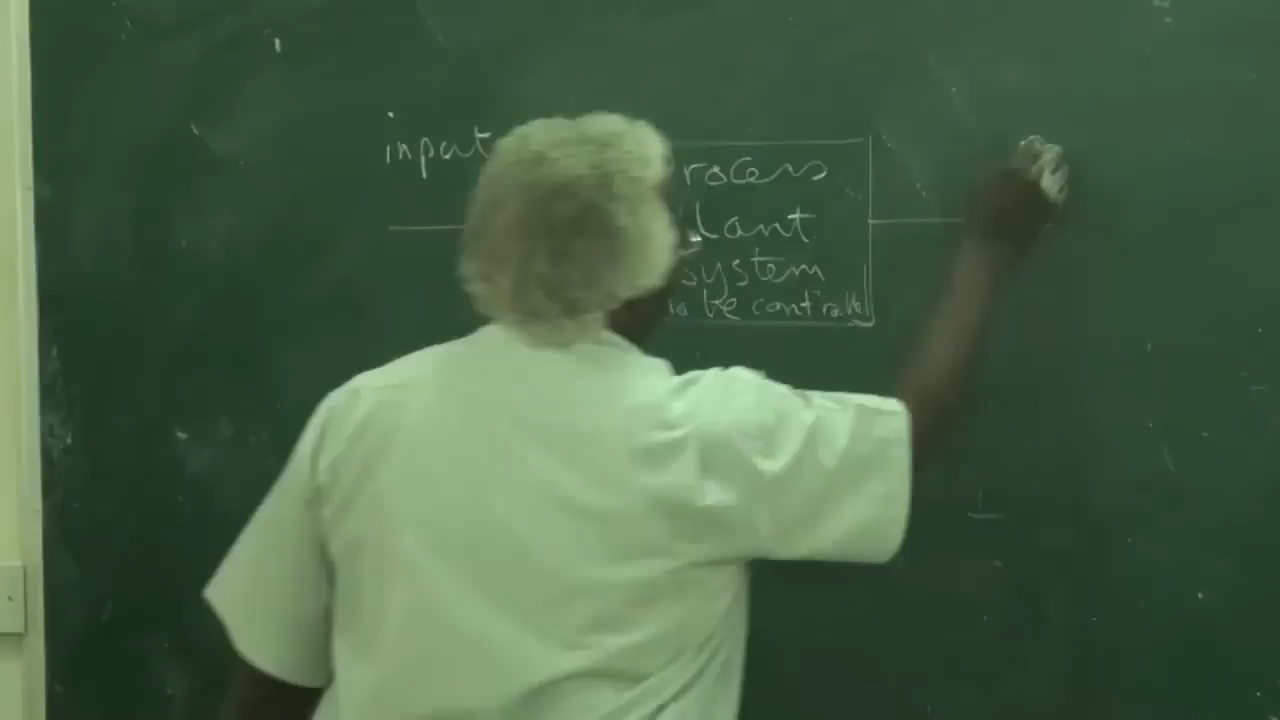 input
rocess
lant
system
to be controlled